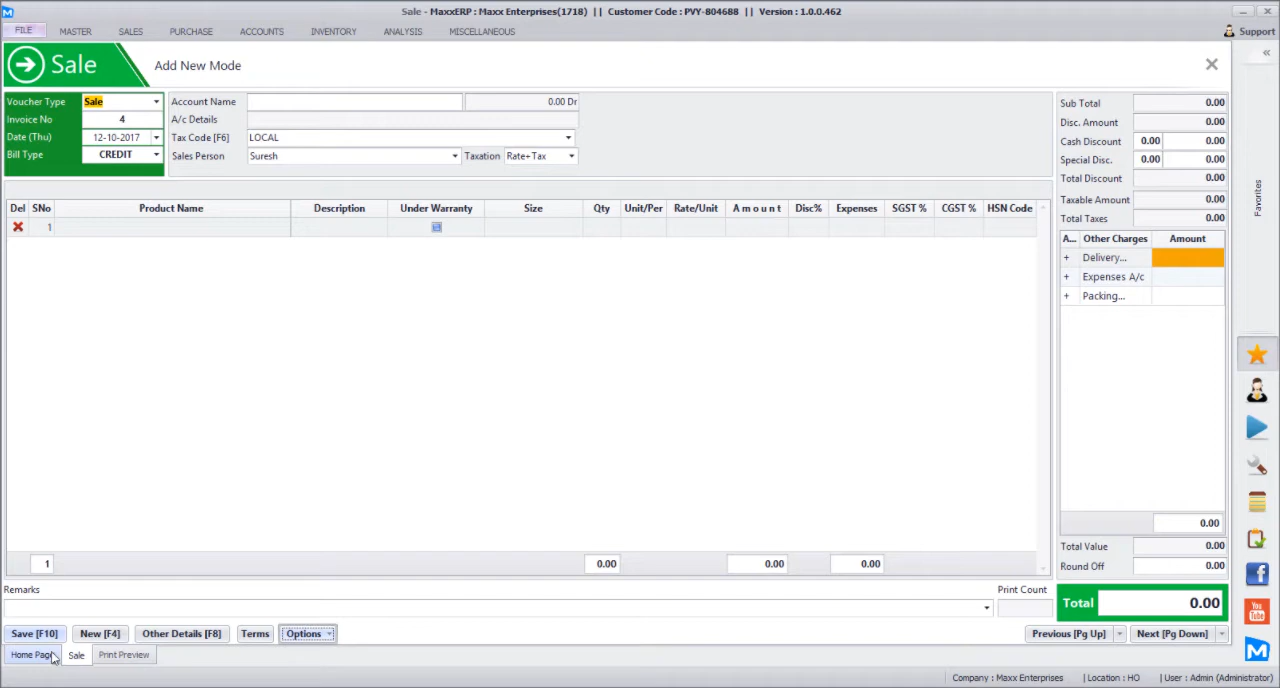 Sale - MaxxERP : Maxx Enterprises(1718) || Customer Code : PVY-804688 || Version : 1.0.0.462
FILE MASTER SALES PURCHASE ACCOUNTS INVENTORY ANALYSIS MISCELLANEOUS Support
Sale Add New Mode
Voucher Type Sale Account Name 0.00 Dr Sub Total 0.00
Invoice No 4 A/c Details Disc. Amount 0.00
Date (Thu) 12-10-2017 Tax Code [F6] LOCAL Cash Discount 0.00 0.00
Bill Type CREDIT Sales Person Suresh Taxation Rate+Tax Special Disc. 0.00 0.00
Total Discount 0.00
Taxable Amount 0.00
Favorites
Del SNo Product Name Description Under Warranty Size Qty Unit/Per Rate/Unit A m o u n t Disc% Expenses SGST % CGST % HSN Code
Total Taxes 0.00
1
A... Other Charges Amount
+ Delivery...
+ Expenses A/c
+ Packing...
0.00
Total Value 0.00
1 0.00 0.00 0.00
Round Off 0.00
Remarks Print Count
Total 0.00
Save [F10] New [F4] Other Details [F8] Terms Options Previous [Pg Up] Next [Pg Down]
Home Page Sale Print Preview
You Tube
Company : Maxx Enterprises | Location : HO | User : Admin (Administrator)